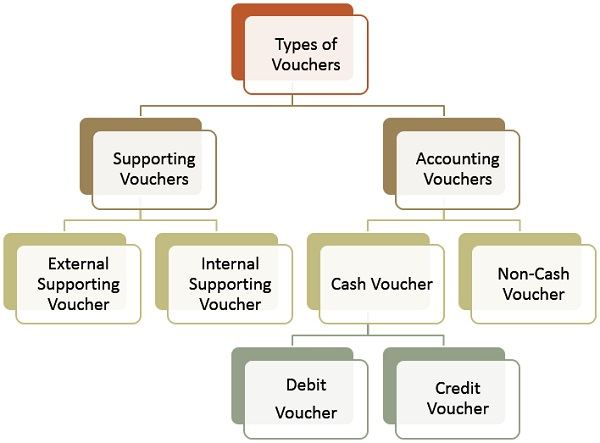 Types of
Vouchers
Supporting
Vouchers
Accounting
Vouchers
External
Supporting
Voucher
Internal
Supporting
Voucher
Cash Voucher
Non-Cash
Voucher
Debit
Voucher
Credit
Voucher